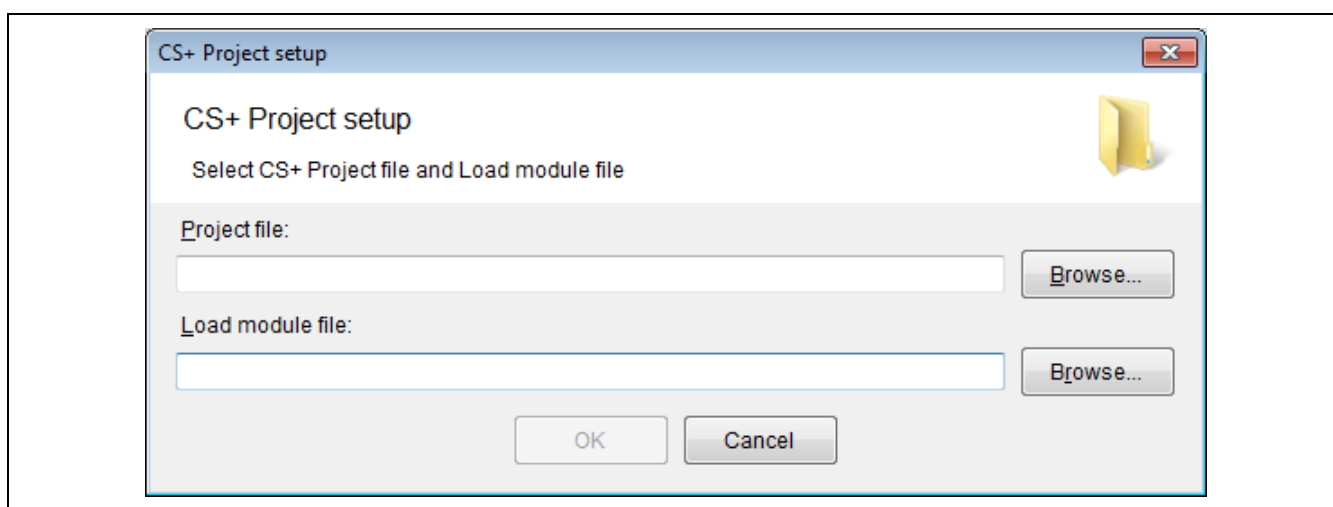 CS+ Project setup
CS+ Project setup
Select CS+ Project file and Load module file
Project file:
Browse...
Load module file:
Browse...
OK Cancel